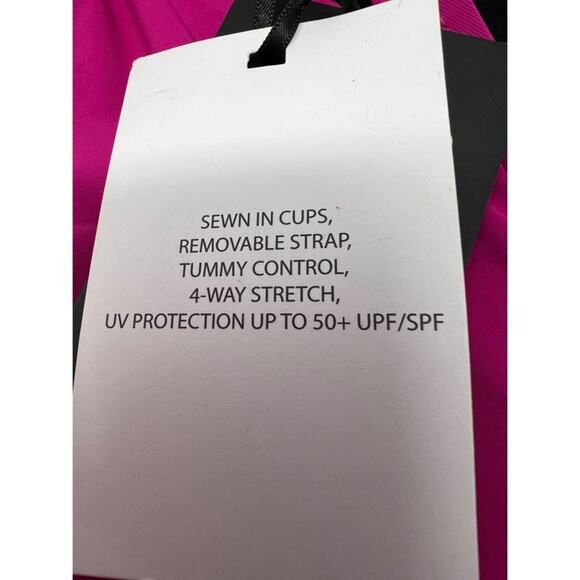 SEWN IN CUPS,
REMOVABLE STRAP,
TUMMY CONTROL,
4-WAY STRETCH,
UV PROTECTION UP TO 50+ UPF/SPF